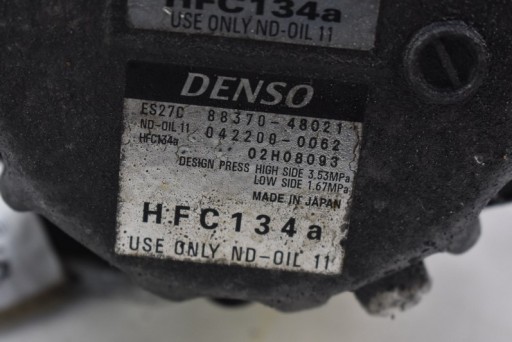 HFC134a
USE ONLY ND-OIL 11
DENSO
ES27C 88370-48021
ND-OIL 11 042200-0062
HFC134a 02H08093
DESIGN PRESS HIGH SIDE 3.53MPa
LOW SIDE 1.67MPa
MADE IN JAPAN
HFC134a
USE ONLY ND-OIL 11